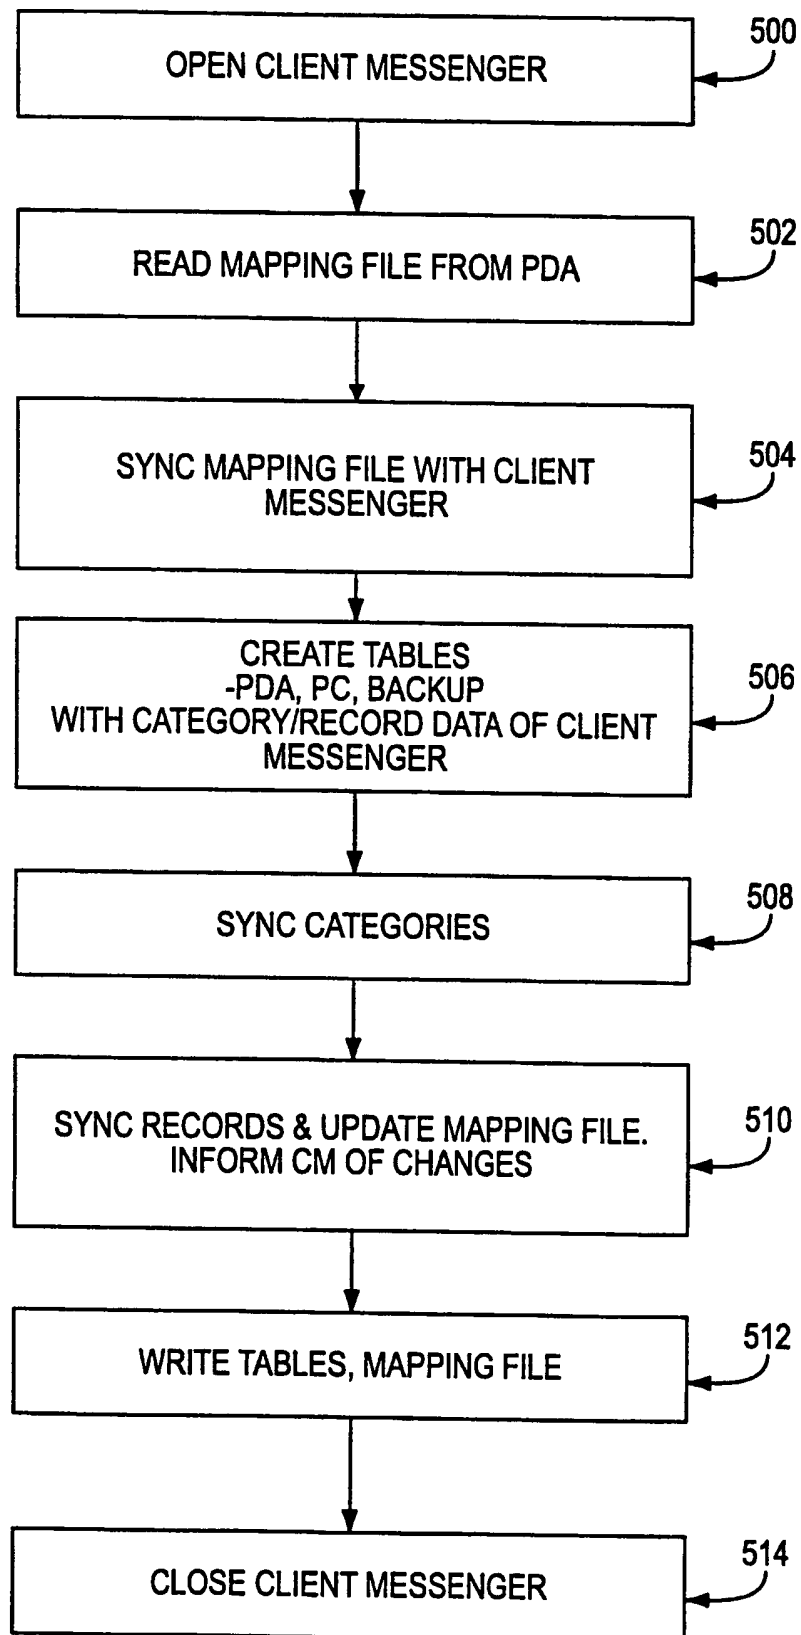 OPEN CLIENT MESSENGER
500
READ MAPPING FILE FROM PDA
502
SYNC MAPPING FILE WITH CLIENT
MESSENGER
504
CREATE TABLES
-PDA, PC, BACKUP
WITH CATEGORY/RECORD DATA OF CLIENT
MESSENGER
506
SYNC CATEGORIES
508
SYNC RECORDS & UPDATE MAPPING FILE.
INFORM CM OF CHANGES
510
WRITE TABLES, MAPPING FILE
512
CLOSE CLIENT MESSENGER
514